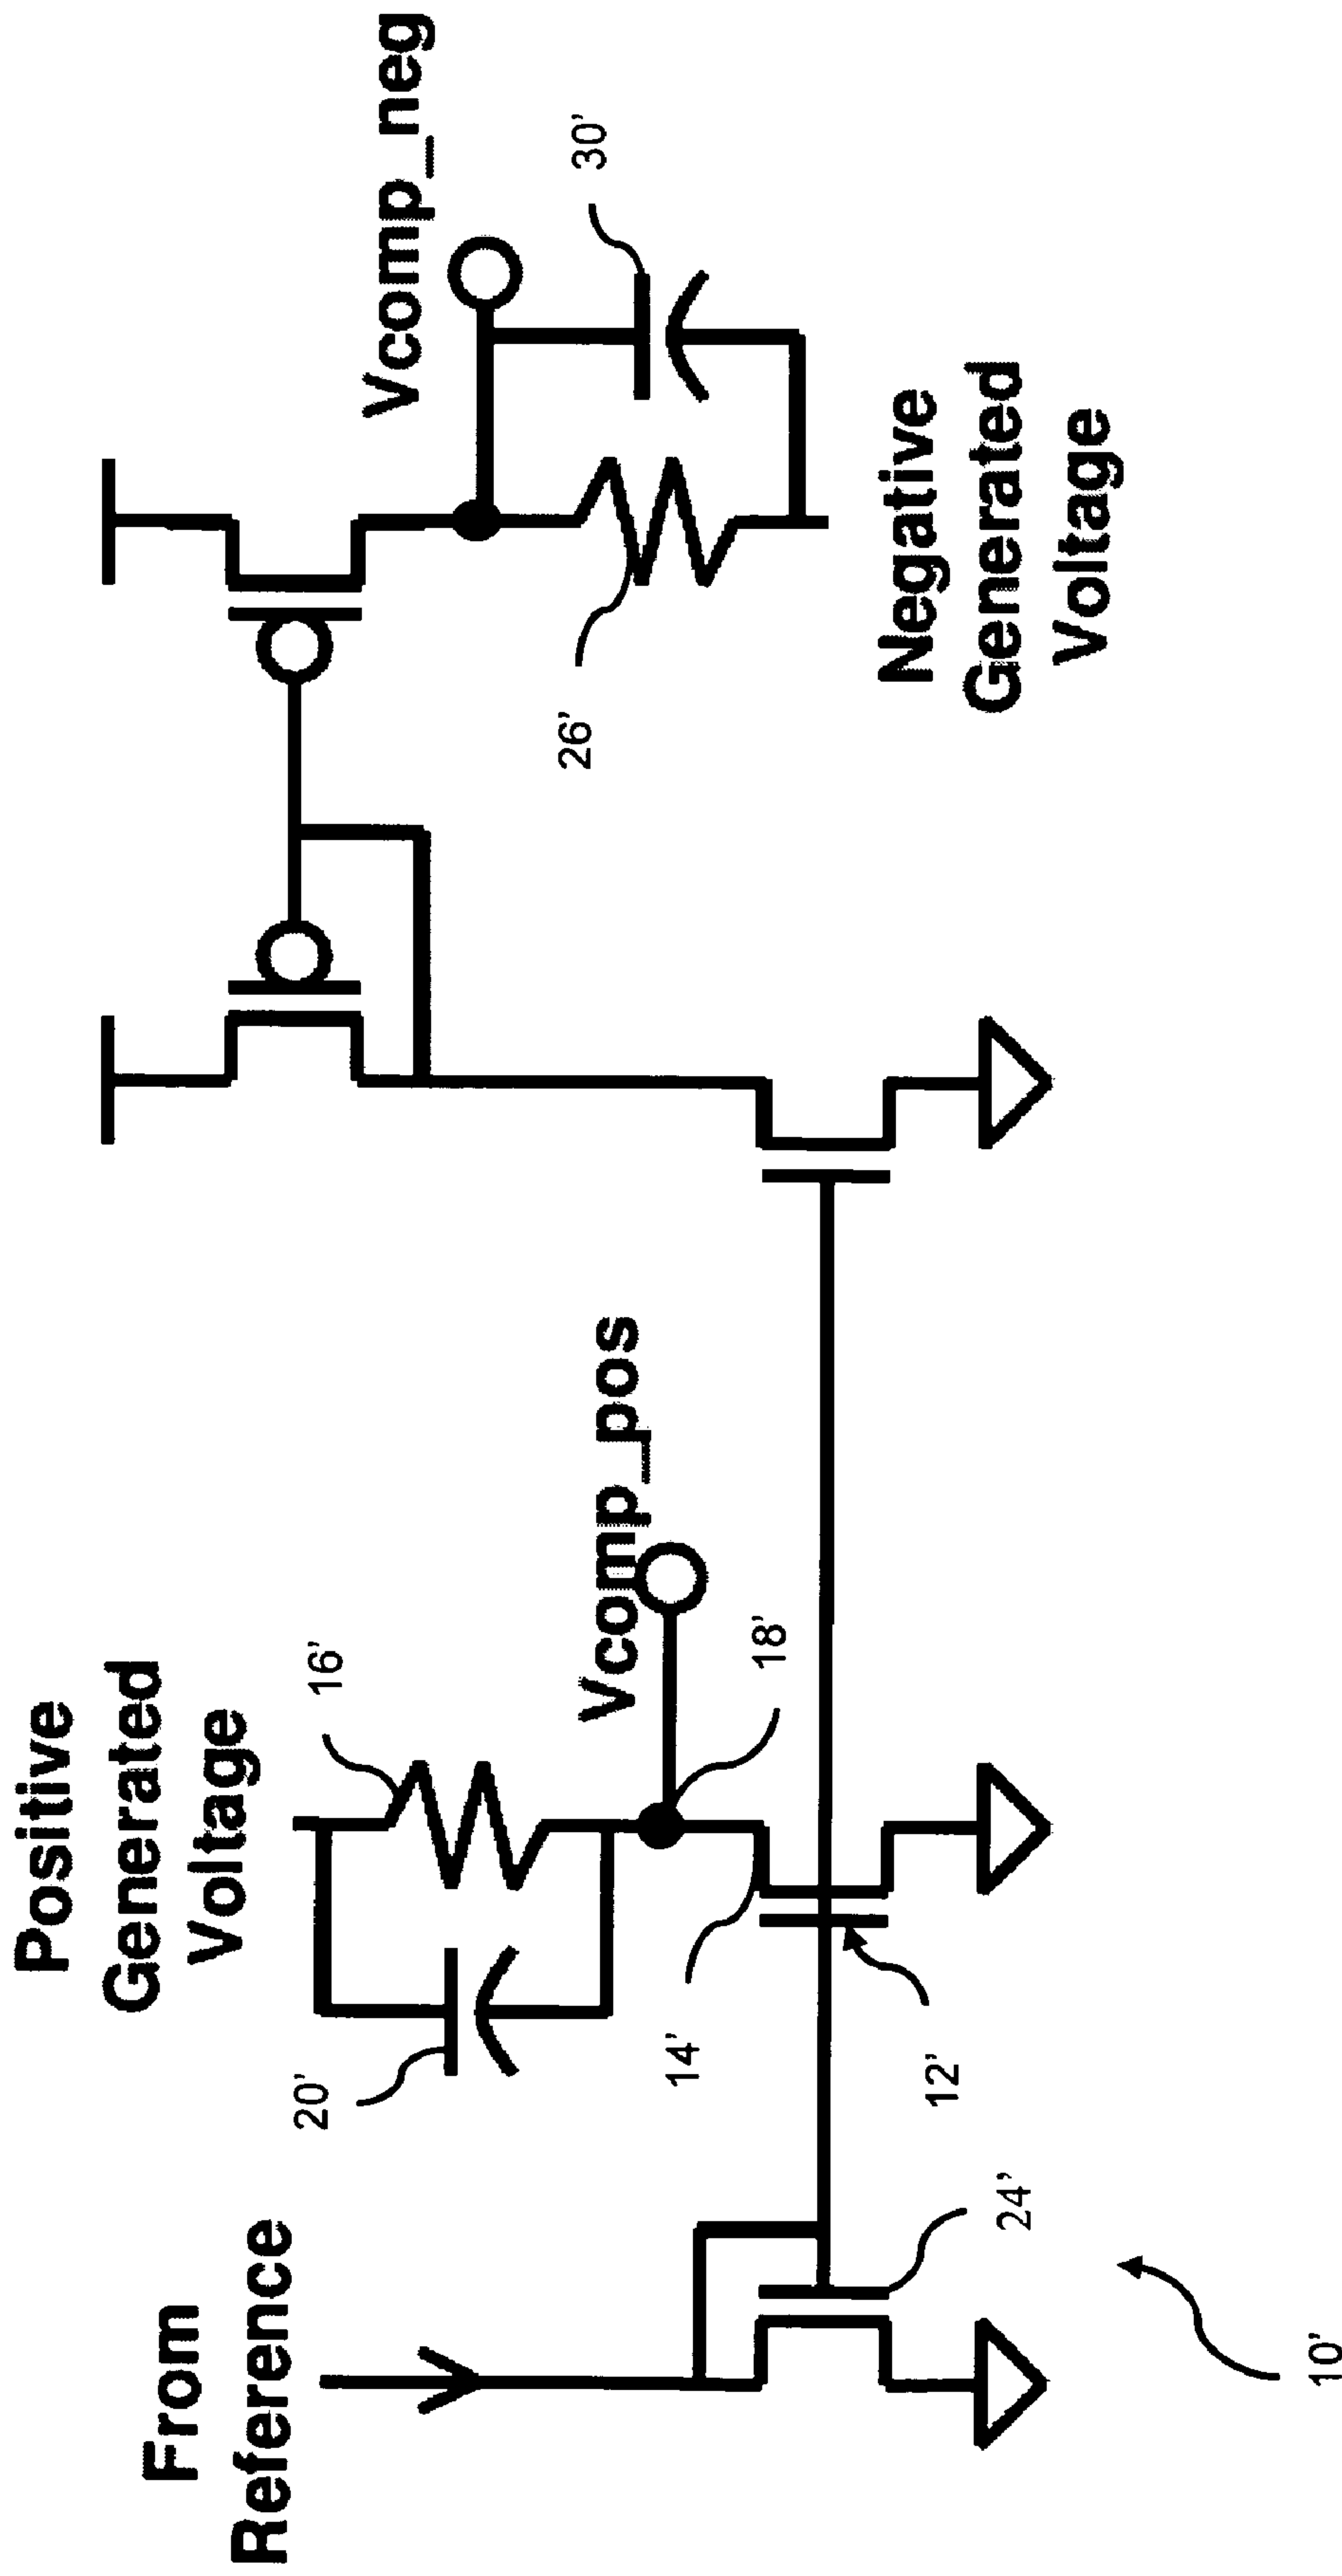 From
Reference
Positive
Generated
Voltage
20’
16’
Vcomp_pos
14’
18’
12’
24’
10’
Vcomp_neg
26’
30’
Negative
Generated
Voltage